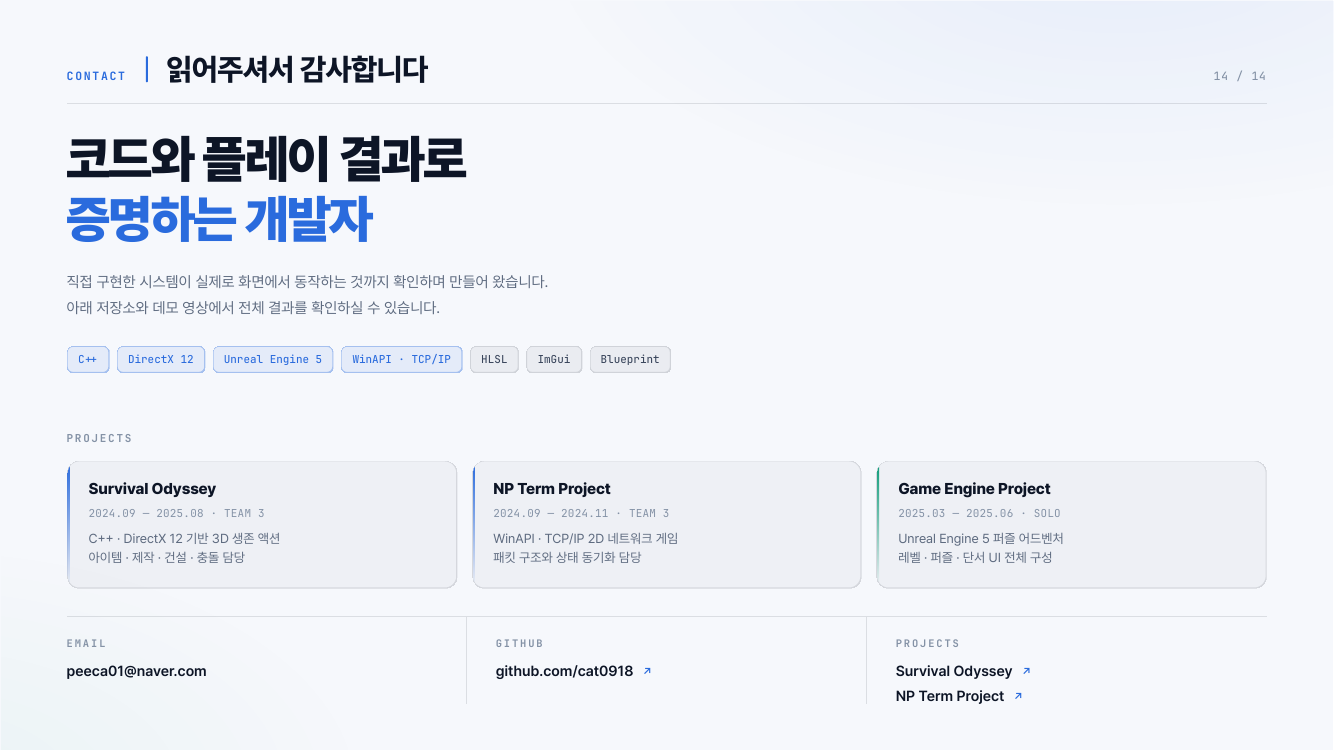 CONTACT
읽어주셔서 감사합니다
14 / 14
코드와 플레이 결과로
증명하는 개발자
직접 구현한 시스템이 실제로 화면에서 동작하는 것까지 확인하며 만들어 왔습니다.
아래 저장소와 데모 영상에서 전체 결과를 확인하실 수 있습니다.
C++ DirectX 12 Unreal Engine 5 WinAPI · TCP/IP HLSL ImGui Blueprint
PROJECTS
Survival Odyssey
2024.09 — 2025.08 · TEAM 3
C++ · DirectX 12 기반 3D 생존 액션
아이템 · 제작 · 건설 · 충돌 담당
NP Term Project
2024.09 — 2024.11 · TEAM 3
WinAPI · TCP/IP 2D 네트워크 게임
패킷 구조와 상태 동기화 담당
Game Engine Project
2025.03 — 2025.06 · SOLO
Unreal Engine 5 퍼즐 어드벤처
레벨 · 퍼즐 · 단서 UI 전체 구성
EMAIL
peeca01@naver.com
GITHUB
github.com/cat0918 ↗
PROJECTS
Survival Odyssey ↗
NP Term Project ↗